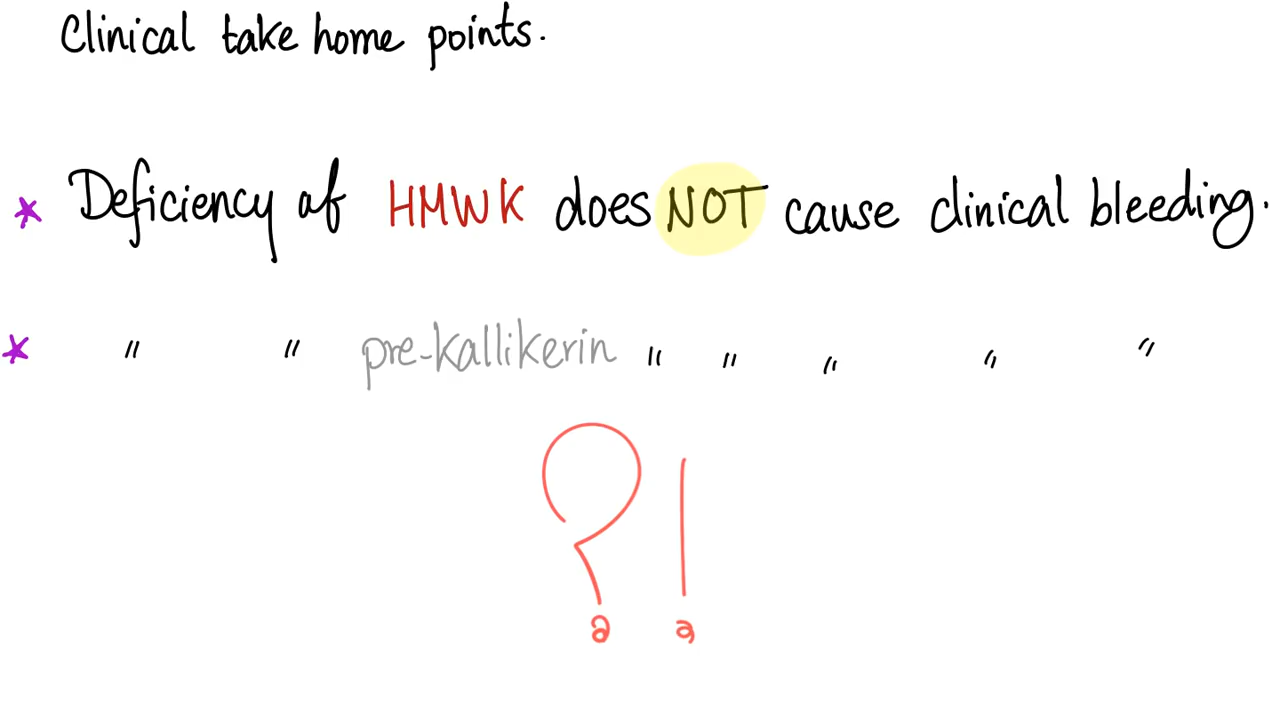 Clinical take home points.
* Deficiency of HMWK does NOT cause clinical bleeding.
* " " pre-kallikerin " " " " "
?!